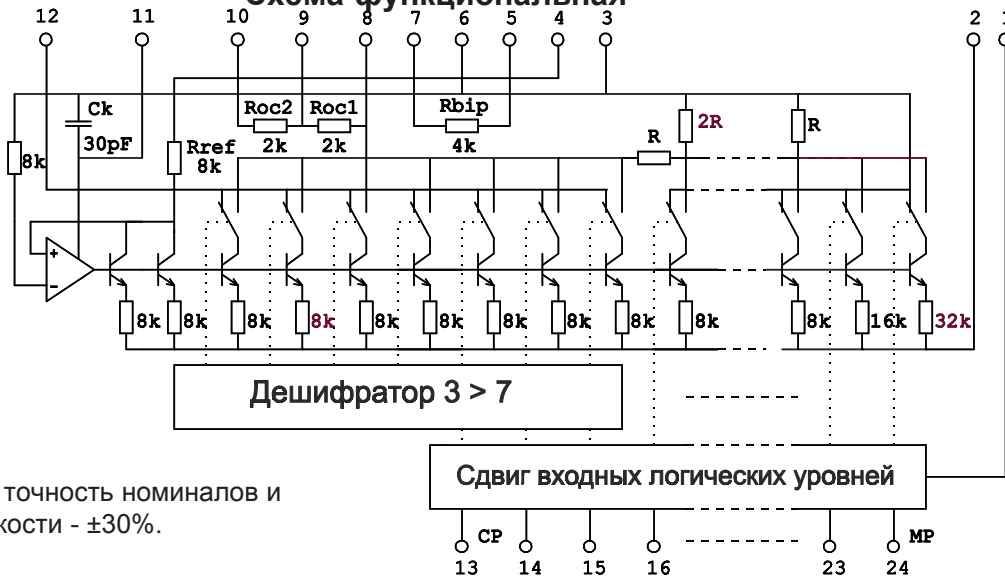 Схема функциональная
12 11 10 9 8 7 6 5 4 3 2 1
Ck Roc2 Roc1 Rbip 2R R
30pF Rref 2k 2k 4k R
8k 8k
+
-
8k 8k 8k 8k 8k 8k 8k 8k 8k 8k 8k 16k 32k
Дешифратор 3 > 7
Сдвиг входных логических уровней
точность номиналов и
кости - ±30%.
CP MP
13 14 15 16 23 24